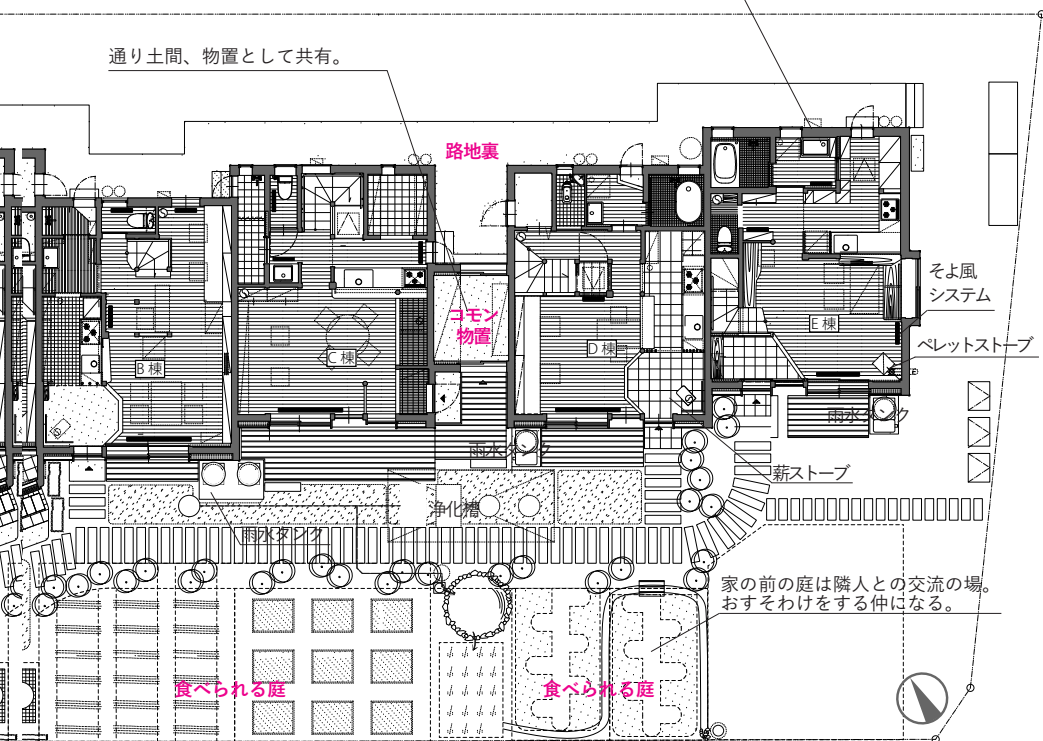 通り土間、物置として共有。
路地裏
コモン
物置
そよ風
システム
ペレットストーブ
B棟
C棟
D棟
E棟
雨水タンク
雨水タンク
薪ストーブ
浄化槽
雨水タンク
家の前の庭は隣人との交流の場。
おすそわけをする仲になる。
食べられる庭
食べられる庭